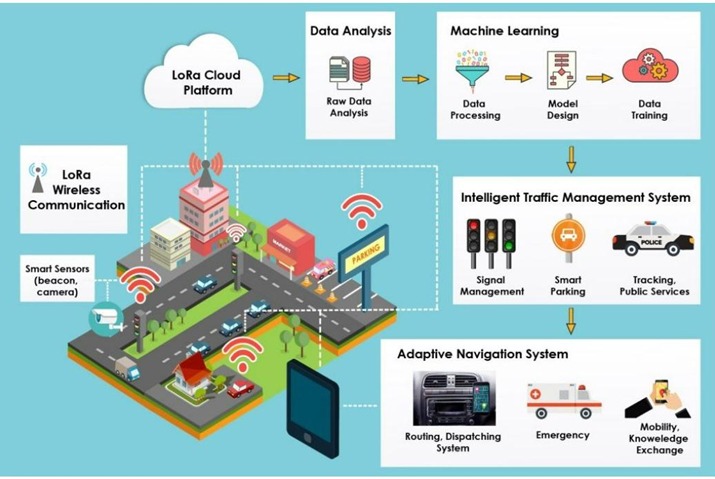 LoRa Cloud
Platform
Data Analysis
Raw Data
Analysis
Machine Learning
Data
Processing
Model
Design
Data
Training
LoRa
Wireless
Communication
Smart Sensors
(beacon,
camera)
MARKET
PARKING
Intelligent Traffic Management System
Signal
Management
Smart
Parking
POLICE
Tracking,
Public Services
Adaptive Navigation System
Routing, Dispatching
System
Emergency
Mobility,
Knoweledge
Exchange